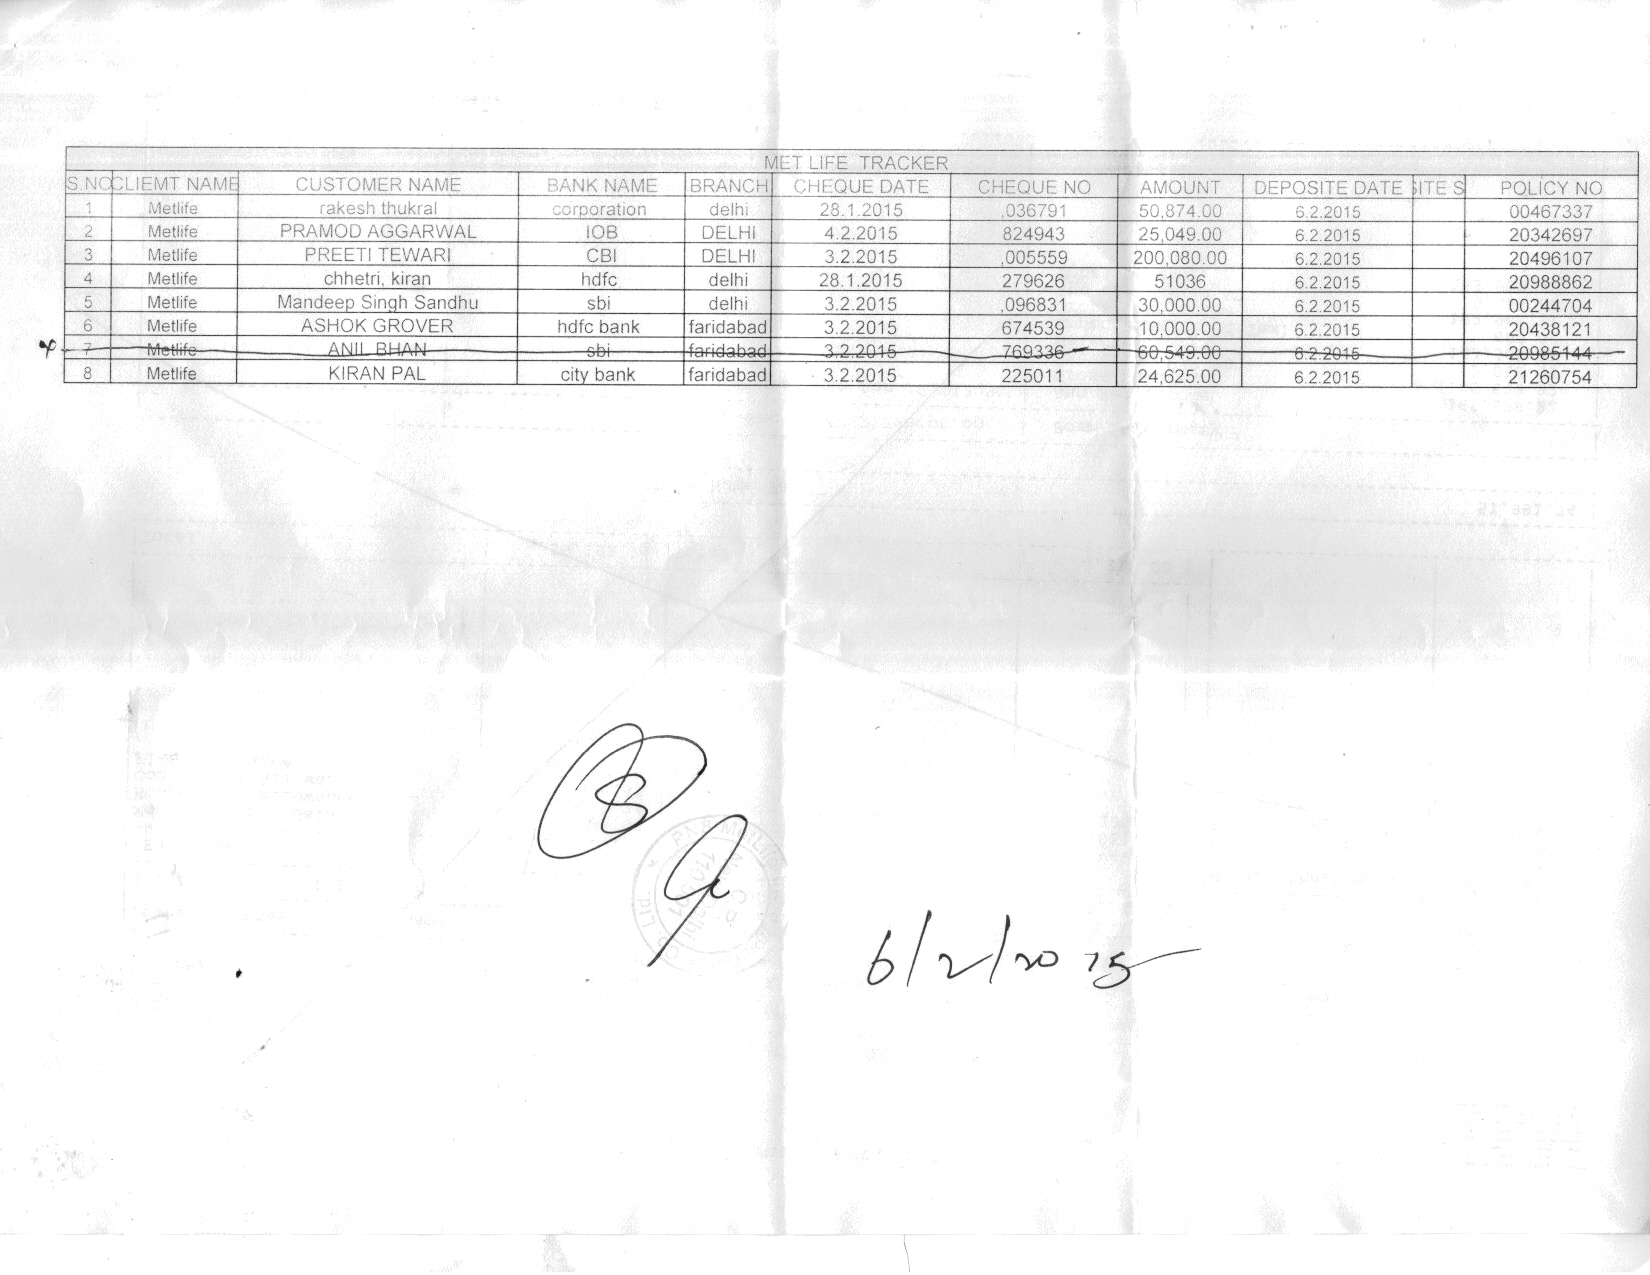 MET LIFE TRACKER
S.NO CLIEMT NAME CUSTOMER NAME BANK NAME BRANCH CHEQUE DATE CHEQUE NO AMOUNT DEPOSITE DATE SITE S POLICY NO
1 Metlife rakesh thukral corporation delhi 28.1.2015 ,036791 50,874.00 6.2.2015 00467337
2 Metlife PRAMOD AGGARWAL IOB DELHI 4.2.2015 824943 25,049.00 6.2.2015 20342697
3 Metlife PREETI TEWARI CBI DELHI 3.2.2015 ,005559 200,080.00 6.2.2015 20496107
4 Metlife chhetri, kiran hdfc delhi 28.1.2015 279626 51036 6.2.2015 20988862
5 Metlife Mandeep Singh Sandhu sbi delhi 3.2.2015 ,096831 30,000.00 6.2.2015 00244704
6 Metlife ASHOK GROVER hdfc bank faridabad 3.2.2015 674539 10,000.00 6.2.2015 20438121
7 Metlife ANIL BHAN sbi faridabad 3.2.2015 769336 60,549.00 6.2.2015 20985144
8 Metlife KIRAN PAL city bank faridabad 3.2.2015 225011 24,625.00 6.2.2015 21260754
6/2/2015